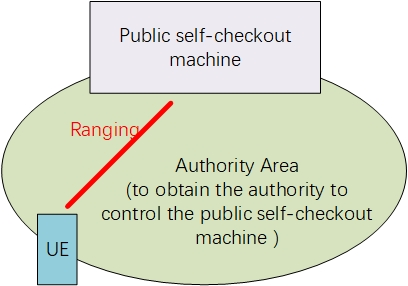 Public self-checkout
machine
Ranging
Authority Area
(to obtain the authority to
control the public self-checkout
machine )
UE